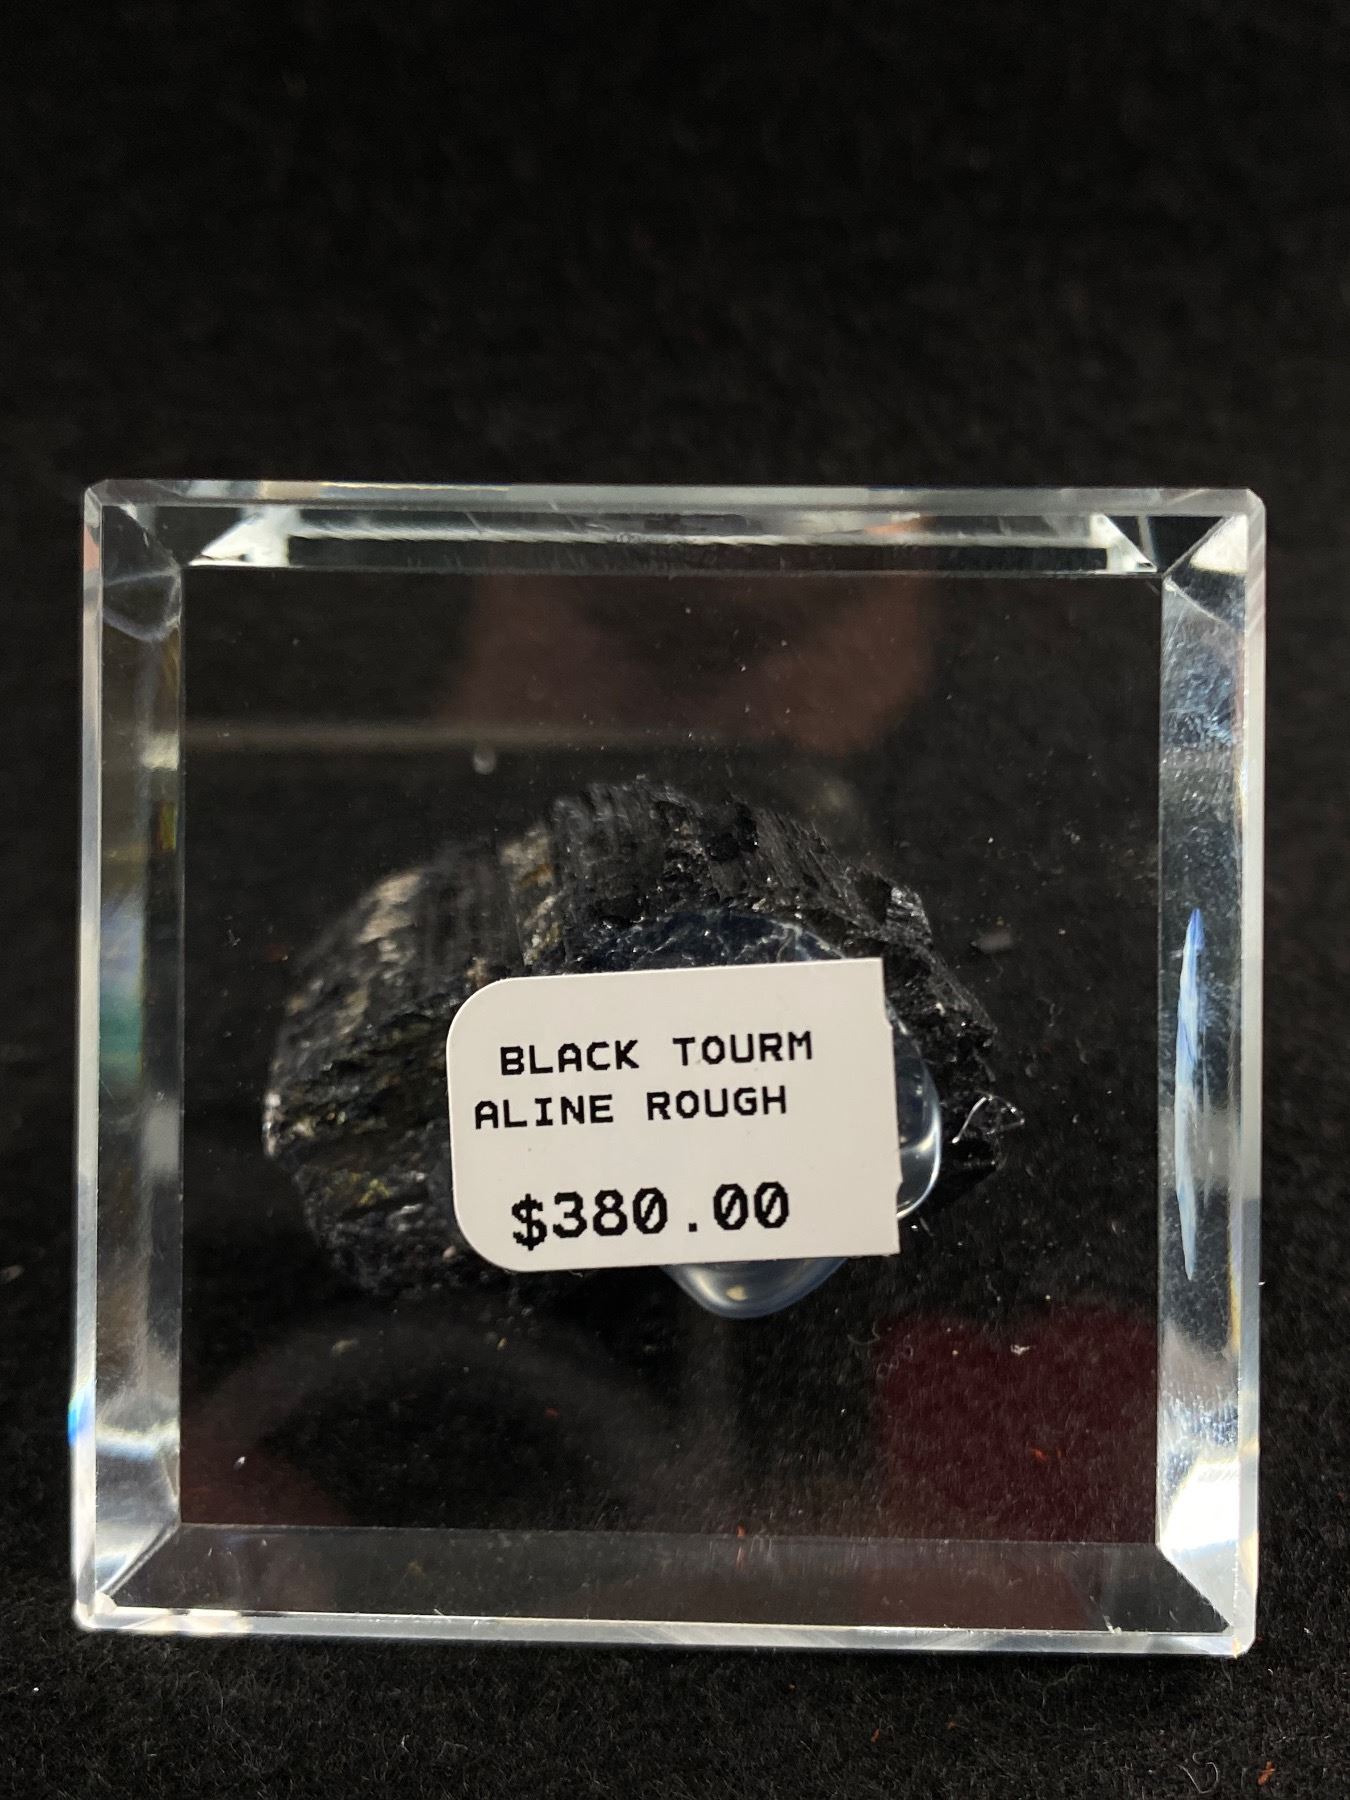 BLACK TOURM
ALINE ROUGH
$380.00